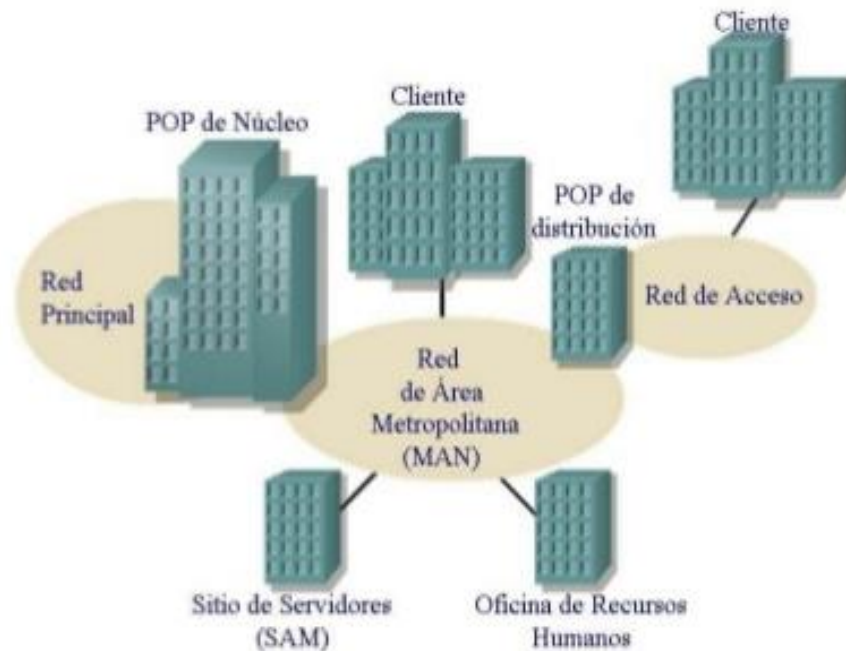 Cliente
Cliente
POP de Núcleo
POP de
distribución
Red
Principal
Red de Acceso
Red
de Área
Metropolitana
(MAN)
Sitio de Servidores
(SAM)
Oficina de Recursos
Humanos